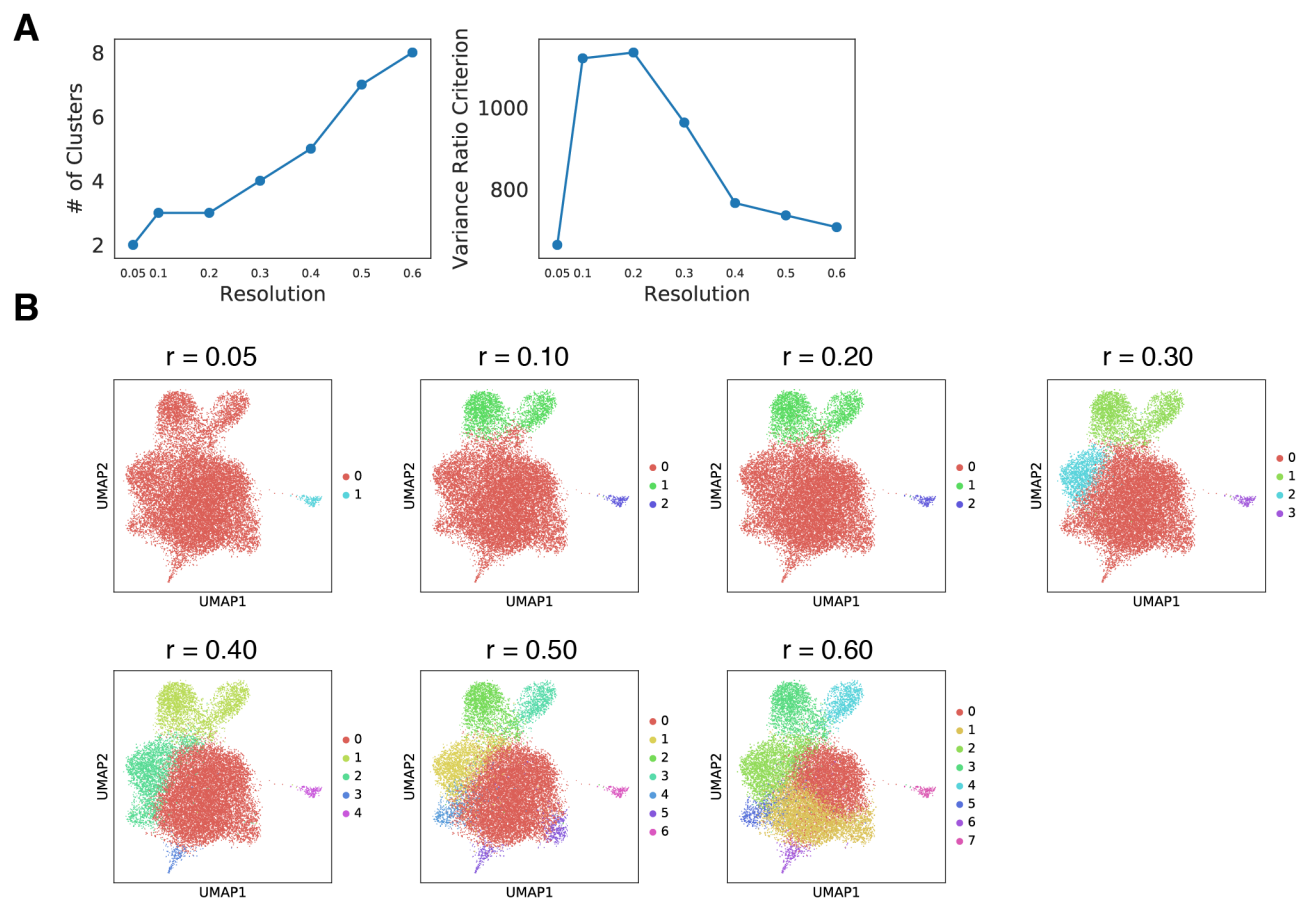 A
# of Clusters
8
6
4
2
0.05 0.1 0.2 0.3 0.4 0.5 0.6
Resolution
Variance Ratio Criterion
1000
800
0.05 0.1 0.2 0.3 0.4 0.5 0.6
Resolution
B
r = 0.05
UMAP2
UMAP1
0
1
r = 0.10
UMAP2
UMAP1
0
1
2
r = 0.20
UMAP2
UMAP1
0
1
2
r = 0.30
UMAP2
UMAP1
0
1
2
3
r = 0.40
UMAP2
UMAP1
0
1
2
3
4
r = 0.50
UMAP2
UMAP1
0
1
2
3
4
5
6
r = 0.60
UMAP2
UMAP1
0
1
2
3
4
5
6
7